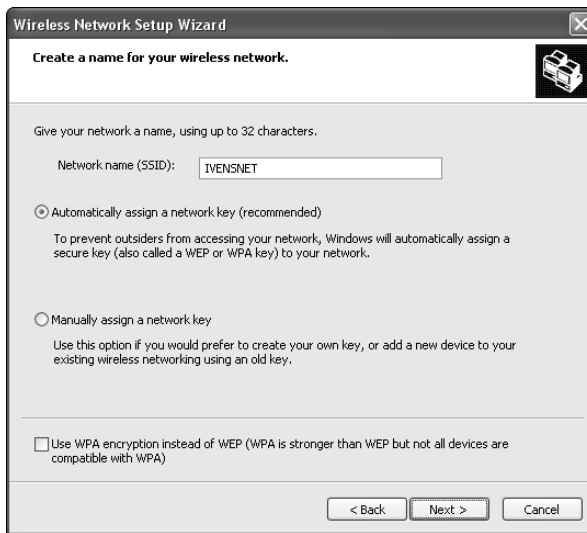 Wireless Network Setup Wizard
Create a name for your wireless network.
Give your network a name, using up to 32 characters.
Network name (SSID): IVENSNET
Automatically assign a network key (recommended)
To prevent outsiders from accessing your network, Windows will automatically assign a
secure key (also called a WEP or WPA key) to your network.
Manually assign a network key
Use this option if you would prefer to create your own key, or add a new device to your
existing wireless networking using an old key.
Use WPA encryption instead of WEP (WPA is stronger than WEP but not all devices are
compatible with WPA)
< Back Next > Cancel